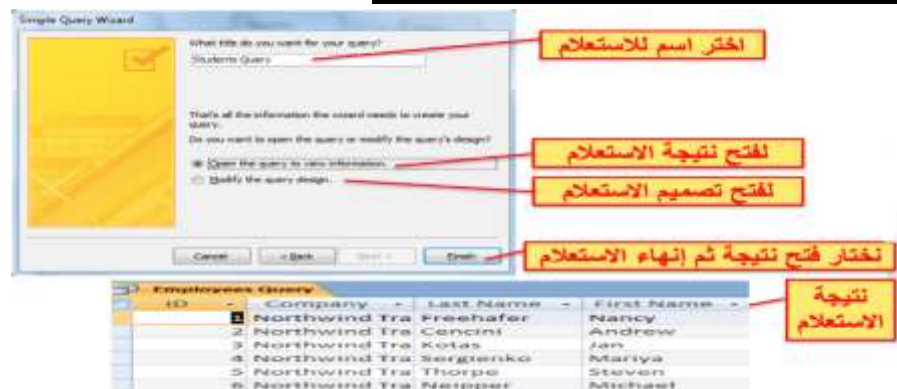 Simple Query Wizard
What title do you want for your query?
اختر اسم للاستعلام
Students Query
That's all the information the wizard needs to create your
query.
Do you want to open the query or modify the query's design?
Open the query to view information.
لفتح نتيجة الاستعلام
Modify the query design.
لفتح تصميم الاستعلام
Cancel < Back Next > Finish
نختار فتح نتيجة ثم إنهاء الاستعلام
Employees Query
نتيجة
الاستعلام
ID Company Last Name First Name
1 Northwind Tra Freehafer Nancy
2 Northwind Tra Cencini Andrew
3 Northwind Tra Kotas Jan
4 Northwind Tra Sergienko Mariya
5 Northwind Tra Thorpe Steven
6 Northwind Tra Neipper Michael